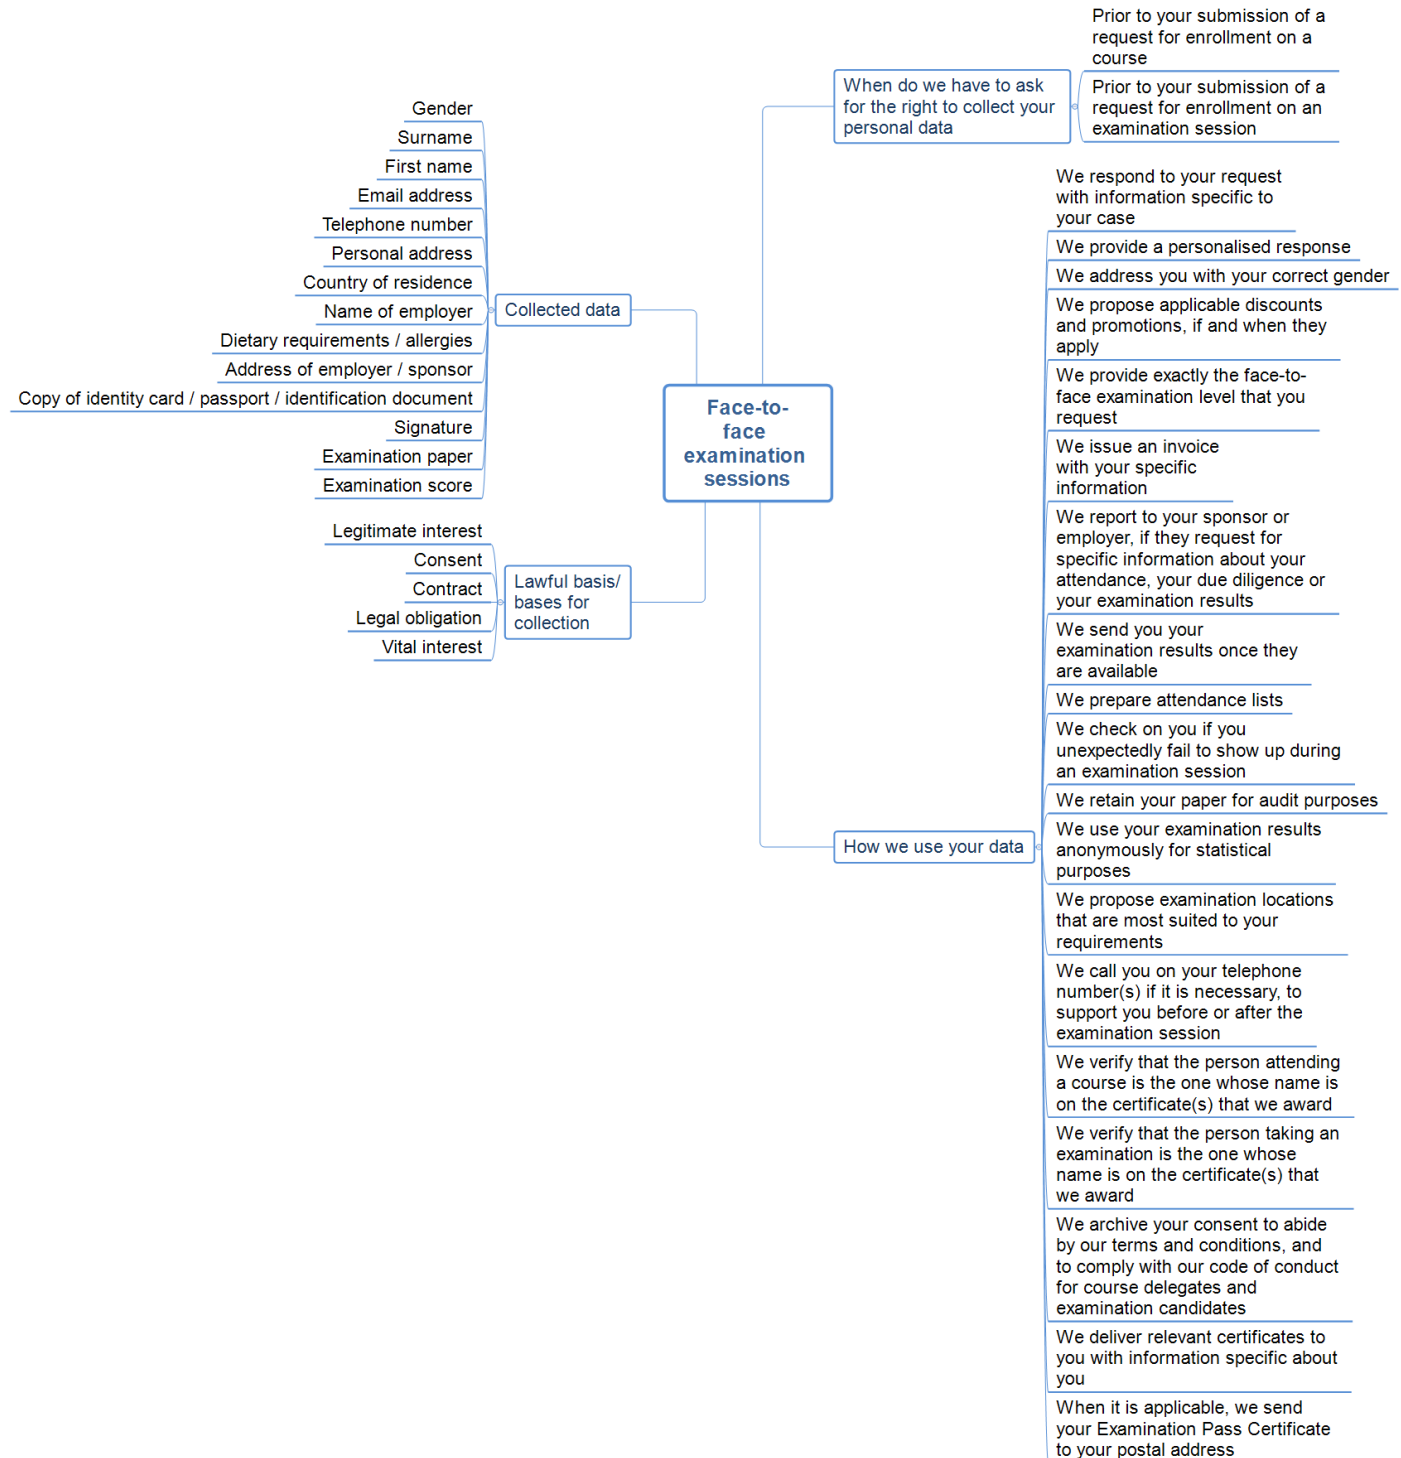 Face-to-
face
examination
sessions
When do we have to ask
for the right to collect your
personal data
Prior to your submission of a
request for enrollment on a
course
Prior to your submission of a
request for enrollment on an
examination session
Collected data
Gender
Surname
First name
Email address
Telephone number
Personal address
Country of residence
Name of employer
Dietary requirements / allergies
Address of employer / sponsor
Copy of identity card / passport / identification document
Signature
Examination paper
Examination score
Lawful basis/
bases for
collection
Legitimate interest
Consent
Contract
Legal obligation
Vital interest
How we use your data
We respond to your request
with information specific to
your case
We provide a personalised response
We address you with your correct gender
We propose applicable discounts
and promotions, if and when they
apply
We provide exactly the face-to-
face examination level that you
request
We issue an invoice
with your specific
information
We report to your sponsor or
employer, if they request for
specific information about your
attendance, your due diligence or
your examination results
We send you your
examination results once they
are available
We prepare attendance lists
We check on you if you
unexpectedly fail to show up during
an examination session
We retain your paper for audit purposes
We use your examination results
anonymously for statistical
purposes
We propose examination locations
that are most suited to your
requirements
We call you on your telephone
number(s) if it is necessary, to
support you before or after the
examination session
We verify that the person attending
a course is the one whose name is
on the certificate(s) that we award
We verify that the person taking an
examination is the one whose
name is on the certificate(s) that
we award
We archive your consent to abide
by our terms and conditions, and
to comply with our code of conduct
for course delegates and
examination candidates
We deliver relevant certificates to
you with information specific about
you
When it is applicable, we send
your Examination Pass Certificate
to your postal address